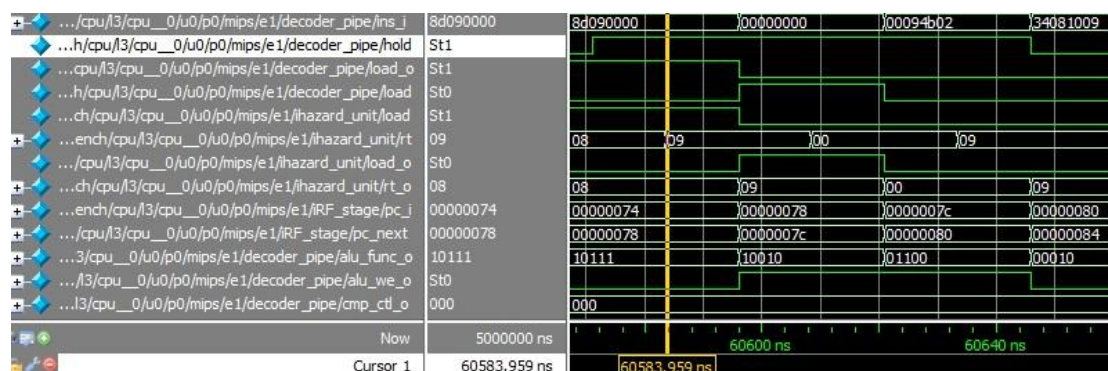 .../cpu/l3/cpu__0/u0/p0/mips/e1/decoder_pipe/ins_i 8d090000 8d090000 00000000 00094b02 34081009
...h/cpu/l3/cpu__0/u0/p0/mips/e1/decoder_pipe/hold St1
...cpu/l3/cpu__0/u0/p0/mips/e1/decoder_pipe/load_o St1
...h/cpu/l3/cpu__0/u0/p0/mips/e1/decoder_pipe/load St0
...ch/cpu/l3/cpu__0/u0/p0/mips/e1/ihazard_unit/load St1
...ench/cpu/l3/cpu__0/u0/p0/mips/e1/ihazard_unit/rt 09 08 09 00 09
.../cpu/l3/cpu__0/u0/p0/mips/e1/ihazard_unit/load_o St0
...ch/cpu/l3/cpu__0/u0/p0/mips/e1/ihazard_unit/rt_o 08 08 09 00 09
...ench/cpu/l3/cpu__0/u0/p0/mips/e1/iRF_stage/pc_i 00000074 00000074 00000078 0000007c 00000080
.../cpu/l3/cpu__0/u0/p0/mips/e1/iRF_stage/pc_next 00000078 00000078 0000007c 00000080 00000084
...3/cpu__0/u0/p0/mips/e1/decoder_pipe/alu_func_o 10111 10111 10010 01100 00010
.../l3/cpu__0/u0/p0/mips/e1/decoder_pipe/alu_we_o St0
...l3/cpu__0/u0/p0/mips/e1/decoder_pipe/cmp_ctl_o 000 000
Now 5000000 ns 60600 ns 60640 ns
Cursor 1 60583.959 ns 60583.959 ns